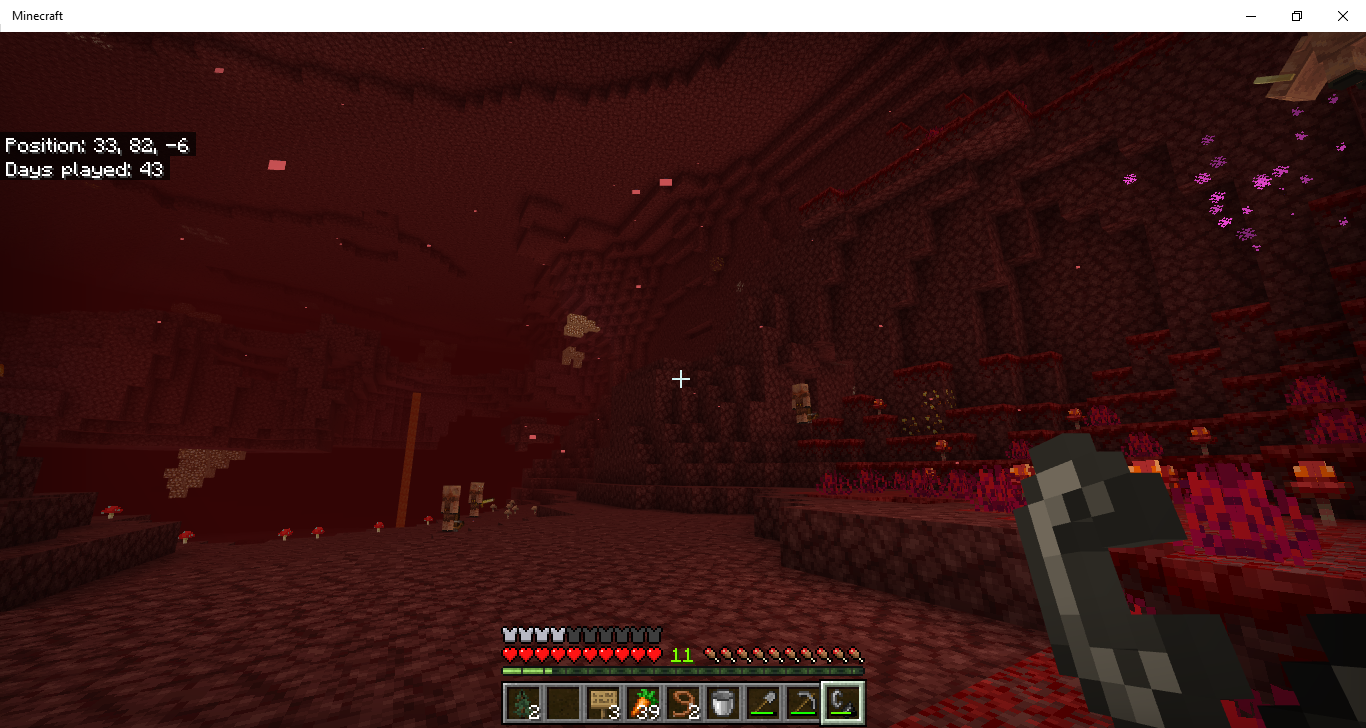 Minecraft
Position: 33, 82, -6
Days played: 43
11
2
3
39
2